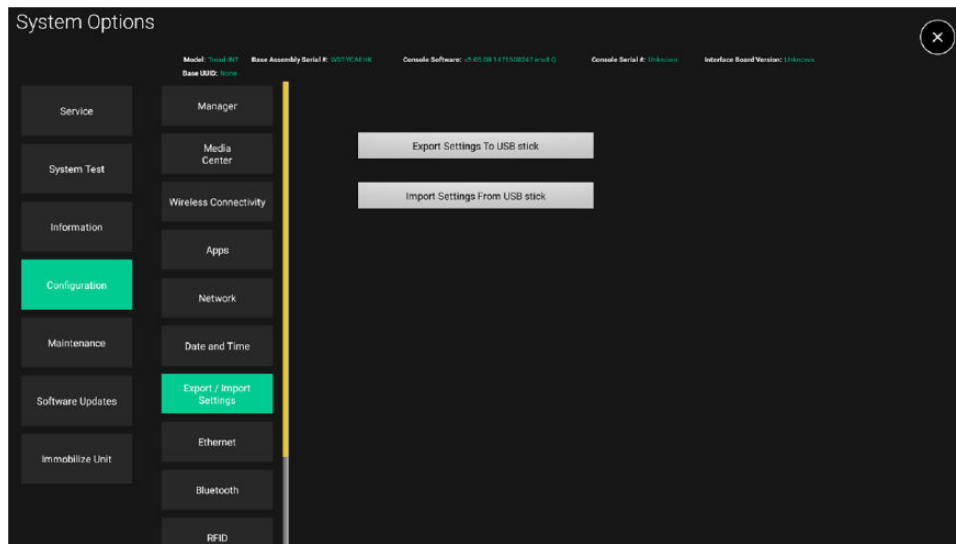 System Options
Model: Tread-INT Base Assembly Serial #: Console Software: Console Serial #: Unknown Interface Board Version: Unknown
Base UUID: None
Service
System Test
Information
Configuration
Maintenance
Software Updates
Immobilize Unit
Manager
Media
Center
Wireless Connectivity
Apps
Network
Date and Time
Export / Import
Settings
Ethernet
Bluetooth
RFID
Export Settings To USB stick
Import Settings From USB stick